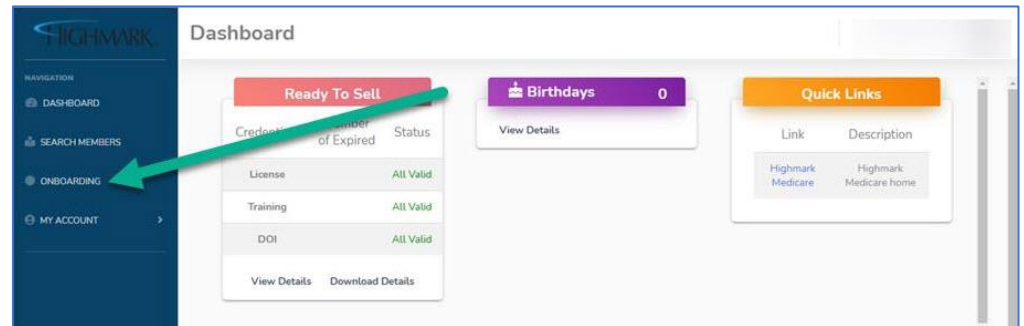 HIGHMARK
Dashboard
NAVIGATION
DASHBOARD
SEARCH MEMBERS
ONBOARDING
MY ACCOUNT
Ready To Sell
Status
of Expired
License All Valid
Training All Valid
DOI All Valid
View Details Download Details
Birthdays 0
View Details
Quick Links
Link Description
Highmark Highmark
Medicare Medicare home